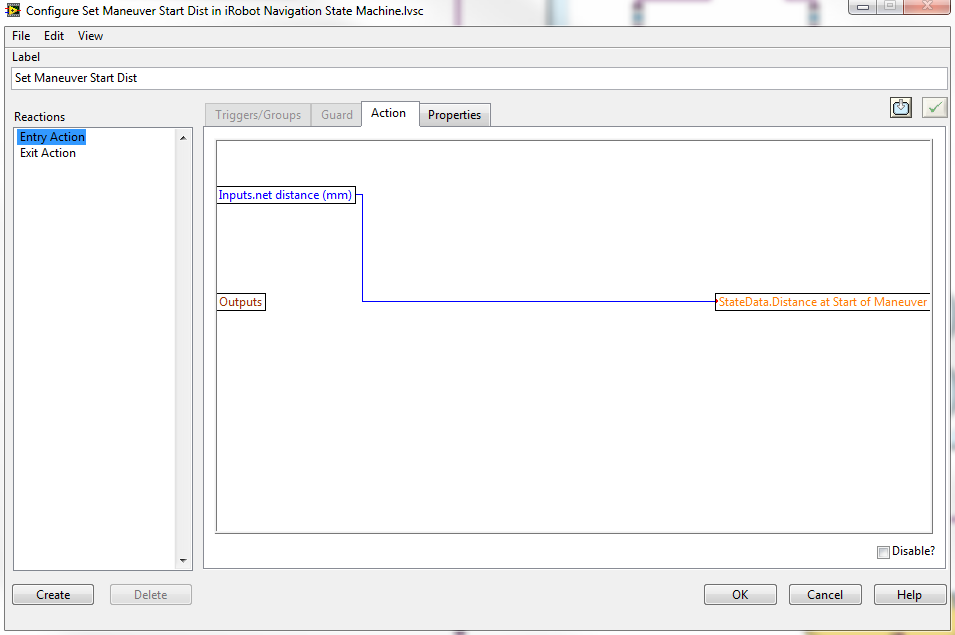 Configure Set Maneuver Start Dist in iRobot Navigation State Machine.lvsc
File Edit View
Label
Set Maneuver Start Dist
Reactions
Triggers/Groups Guard Action Properties
Entry Action
Exit Action
Inputs.net distance (mm)
Outputs
StateData.Distance at Start of Maneuver
Disable?
Create Delete OK Cancel Help